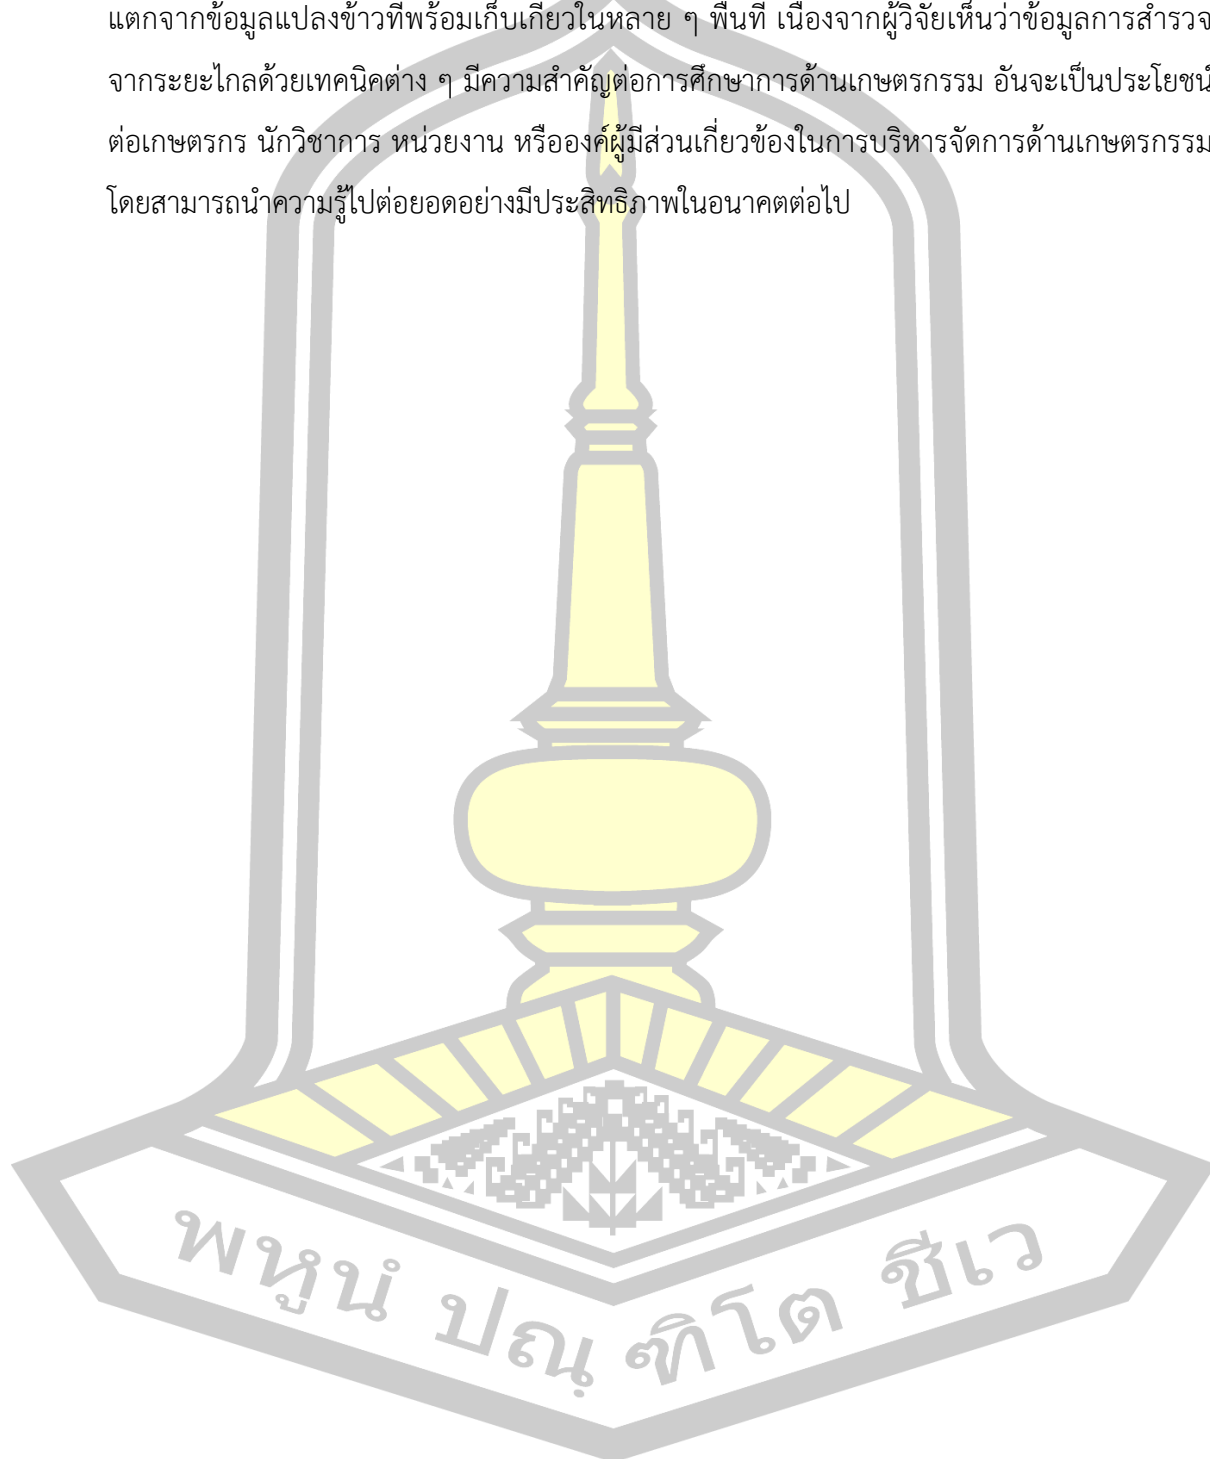 แตกจากข้อมูลแปลงข้าวที่พร้อมเก็บเกี่ยวในหลาย ๆ พื้นที่ เนื่องจากผู้วิจัยเห็นว่าข้อมูลการสำรวจ
จากระยะไกลด้วยเทคนิคต่าง ๆ มีความสำคัญต่อการศึกษาการด้านเกษตรกรรม อันจะเป็นประโยชน์
ต่อเกษตรกร นักวิชาการ หน่วยงาน หรือองค์ผู้มีส่วนเกี่ยวข้องในการบริหารจัดการด้านเกษตรกรรม
โดยสามารถนำความรู้ไปต่อยอดอย่างมีประสิทธิภาพในอนาคตต่อไป
พหูนํ ปณฺฑิโต ชีเว